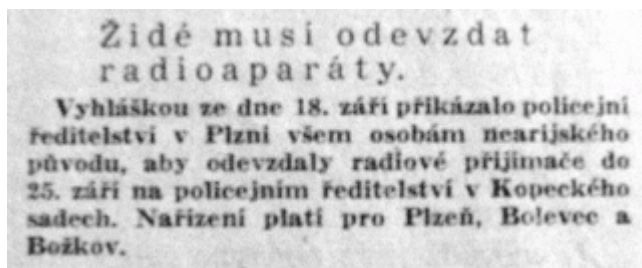 Židé musí odevzdat
radioaparáty.
Vyhláškou ze dne 18. září přikázalo policejní
ředitelství v Plzni všem osobám nearijského
původu, aby odevzdaly radiové přijímače do
25. září na policejním ředitelství v Kopeckého
sadech. Nařízení platí pro Plzeň, Bolevec a
Božkov.